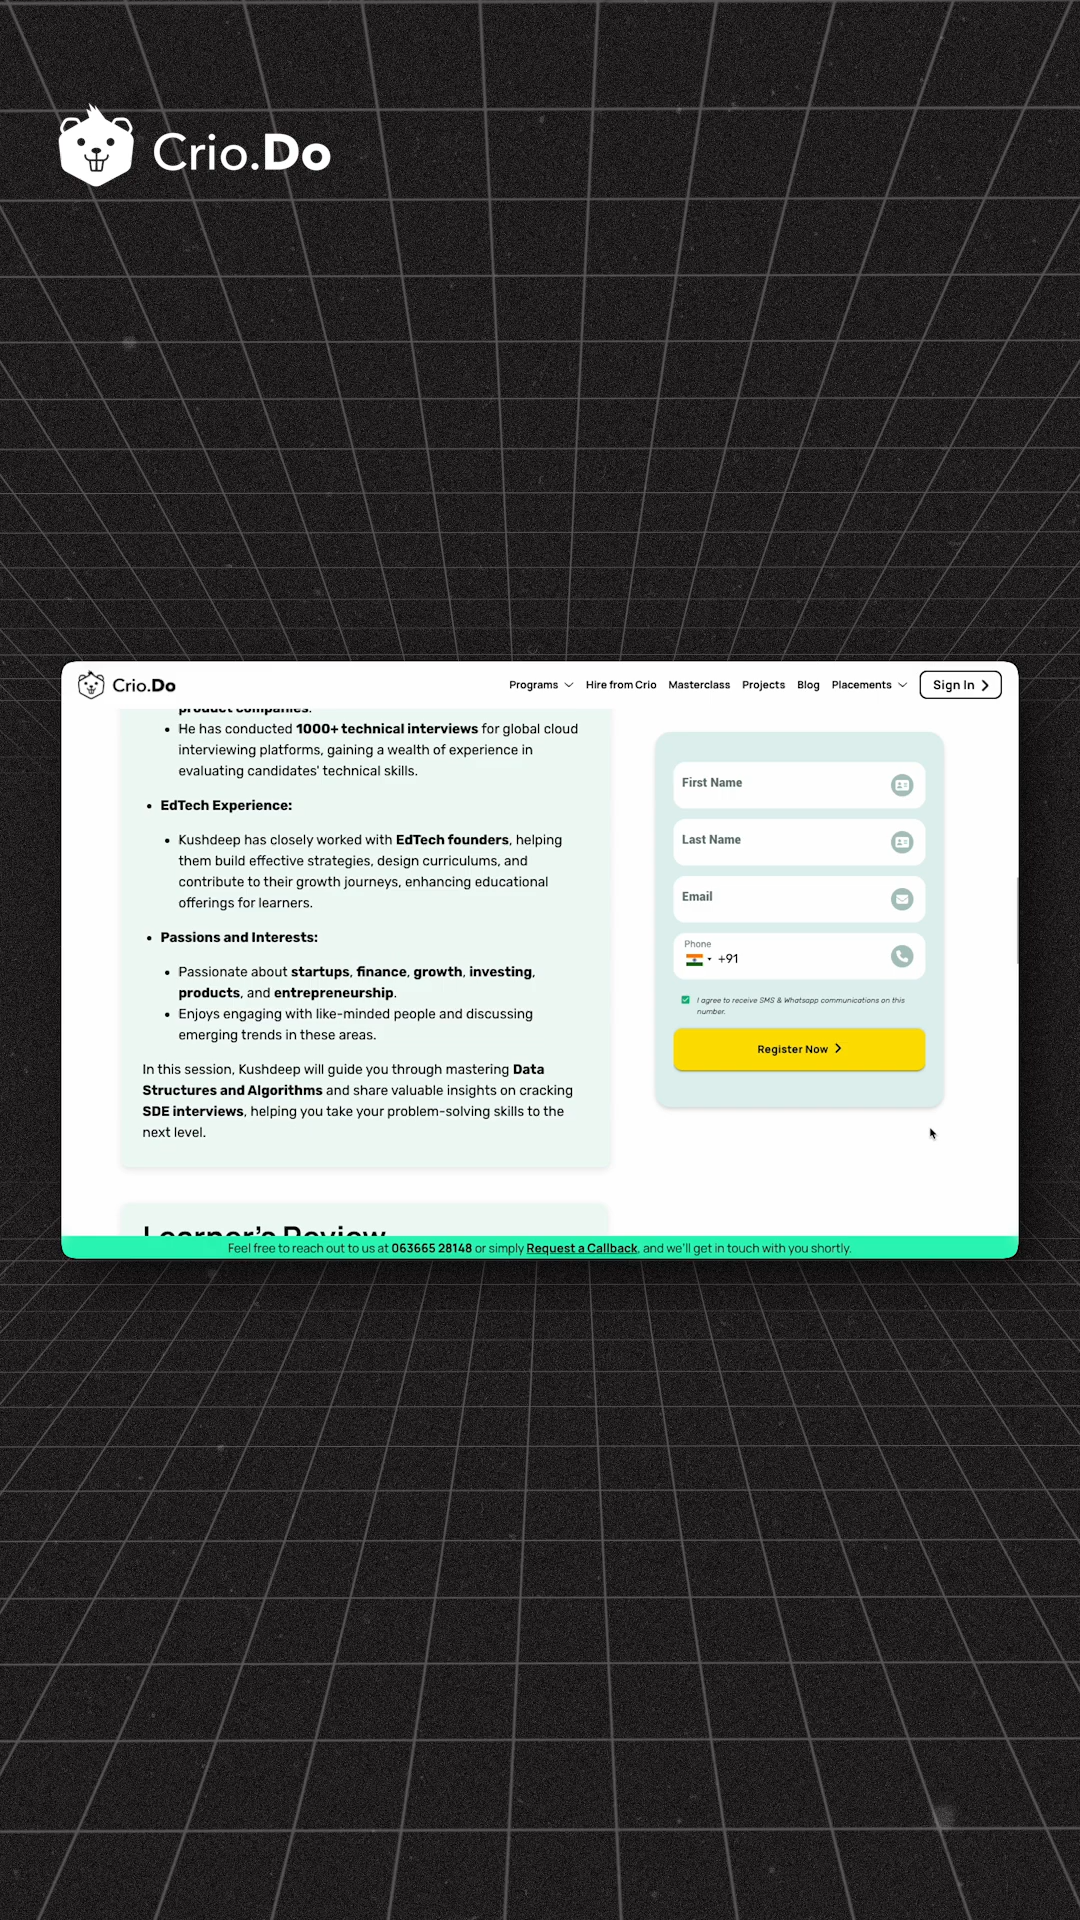 Crio.Do
Crio.Do
Programs
Hire from Crio
Masterclass
Projects
Blog
Placements
Sign In
product companies.
• He has conducted 1000+ technical interviews for global cloud
interviewing platforms, gaining a wealth of experience in
evaluating candidates' technical skills.
• EdTech Experience:
• Kushdeep has closely worked with EdTech founders, helping
them build effective strategies, design curriculums, and
contribute to their growth journeys, enhancing educational
offerings for learners.
• Passions and Interests:
• Passionate about startups, finance, growth, investing,
products, and entrepreneurship.
• Enjoys engaging with like-minded people and discussing
emerging trends in these areas.
In this session, Kushdeep will guide you through mastering Data
Structures and Algorithms and share valuable insights on cracking
SDE interviews, helping you take your problem-solving skills to the
next level.
First Name
Last Name
Email
Phone
+91
I agree to receive SMS & Whatsapp communications on this
number.
Register Now
Learner's Review
Feel free to reach out to us at 063665 28148 or simply Request a Callback, and we'll get in touch with you shortly.